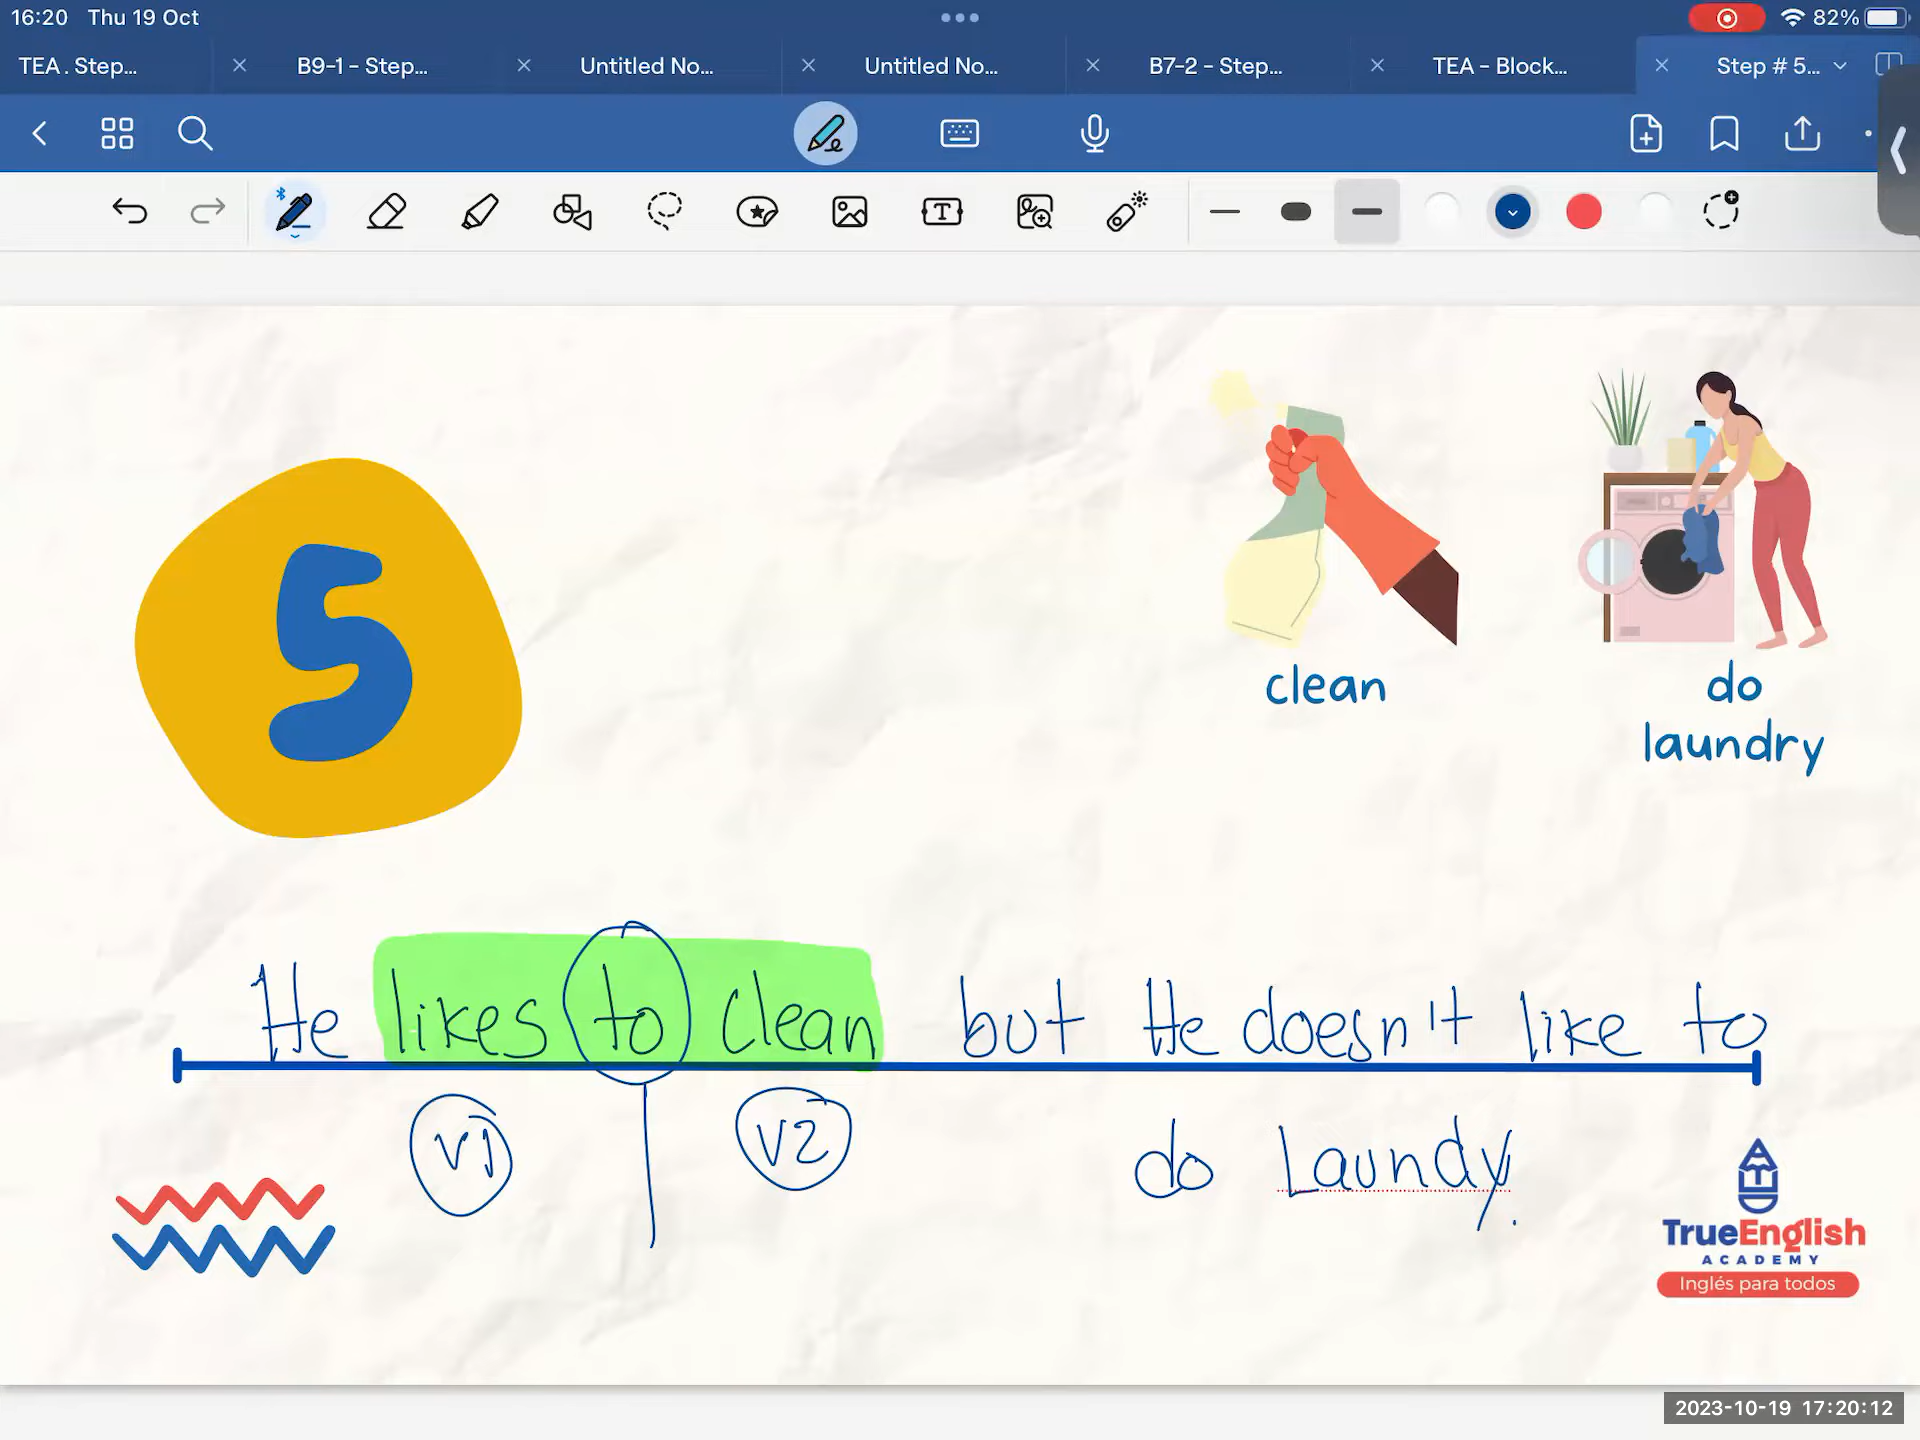 16:20 Thu 19 Oct 82%
TEA . Step... B9-1 - Step... Untitled No... Untitled No... B7-2 - Step... TEA - Block... Step # 5...
5
clean
do
laundry
He likes to clean but He doesn't like to
V1 V2
do Laundy.
TrueEnglish
ACADEMY
Inglés para todos
2023-10-19 17:20:12